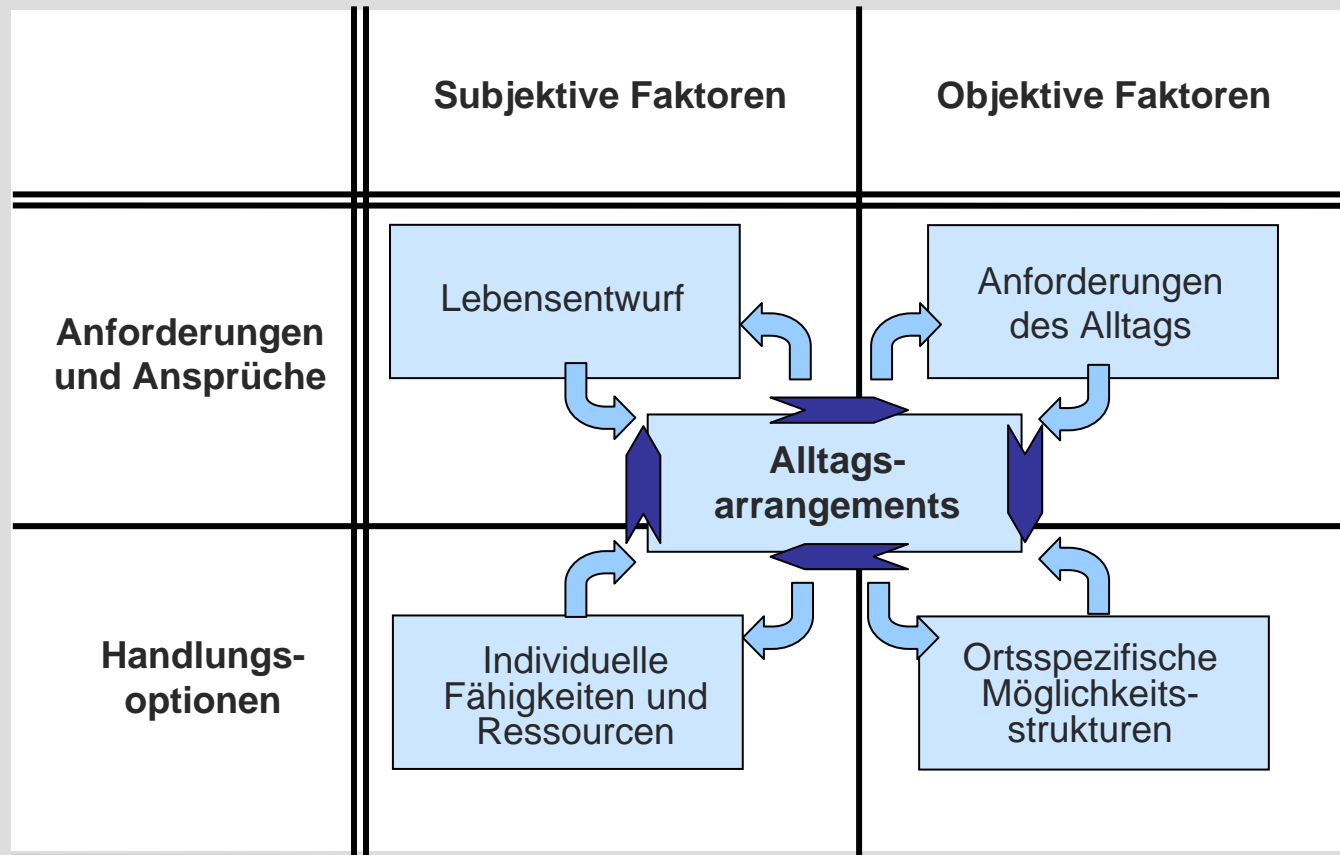 Subjektive Faktoren
Objektive Faktoren
Anforderungen
und Ansprüche
Lebensentwurf
Anforderungen
des Alltags
Alltags-
arrangements
Handlungs-
optionen
Individuelle
Fähigkeiten und
Ressourcen
Ortsspezifische
Möglichkeits-
strukturen